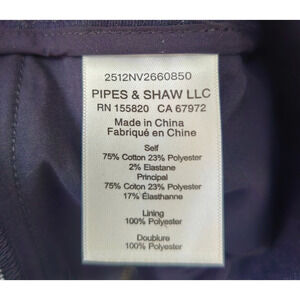 2512NV2660850
PIPES & SHAW LLC
RN 155820 CA 67972
Made in China
Fabriqué en Chine
Self
75% Cotton 23% Polyester
2% Elastane
Principal
75% Coton 23% Polyester
17% Élasthanne
Lining
100% Polyester
Doublure
100% Polyester